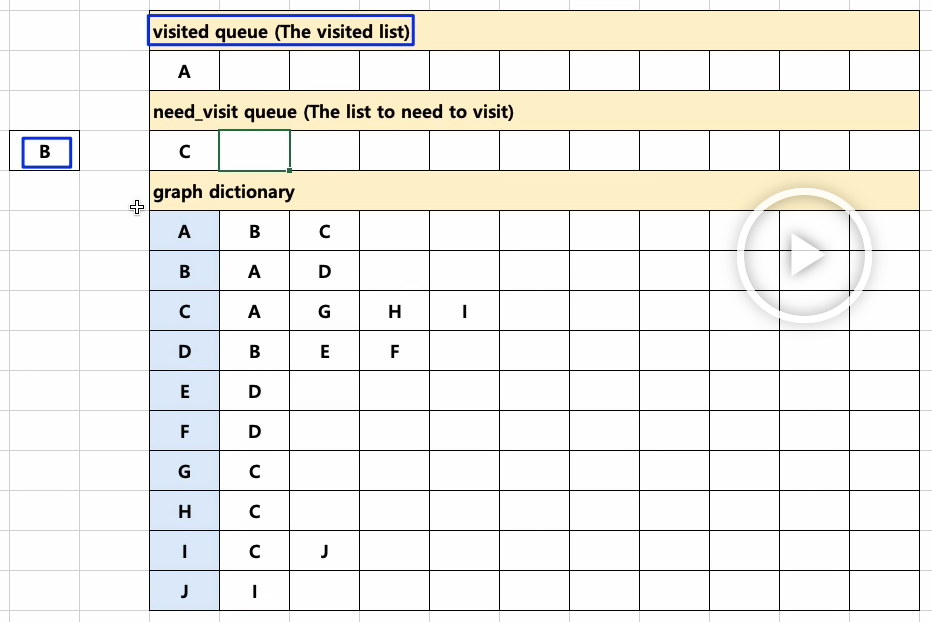 visited queue (The visited list)
A
need_visit queue (The list to need to visit)
B C
graph dictionary
A B C
B A D
C A G H I
D B E F
E D
F D
G C
H C
I C J
J I